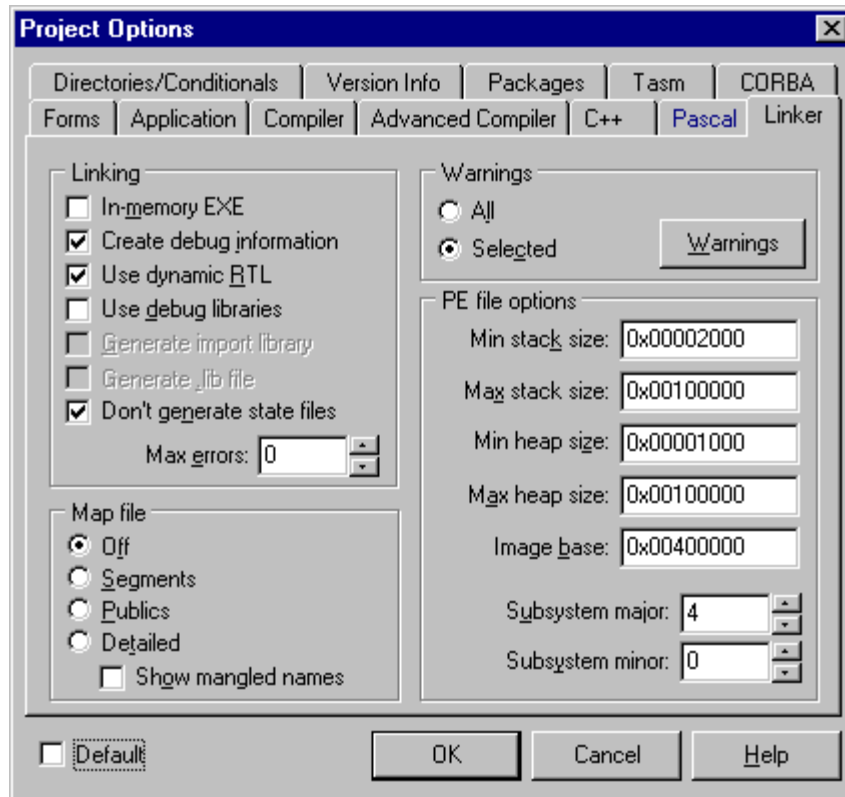 Project Options
Directories/Conditionals Version Info Packages Tasm CORBA
Forms Application Compiler Advanced Compiler C++ Pascal Linker
Linking
In-memory EXE
Create debug information
Use dynamic RTL
Use debug libraries
Generate import library
Generate .lib file
Don't generate state files
Max errors: 0
Map file
Off
Segments
Publics
Detailed
Show mangled names
Warnings
All
Selected
Warnings
PE file options
Min stack size: 0x00002000
Max stack size: 0x00100000
Min heap size: 0x00001000
Max heap size: 0x00100000
Image base: 0x00400000
Subsystem major: 4
Subsystem minor: 0
Default OK Cancel Help